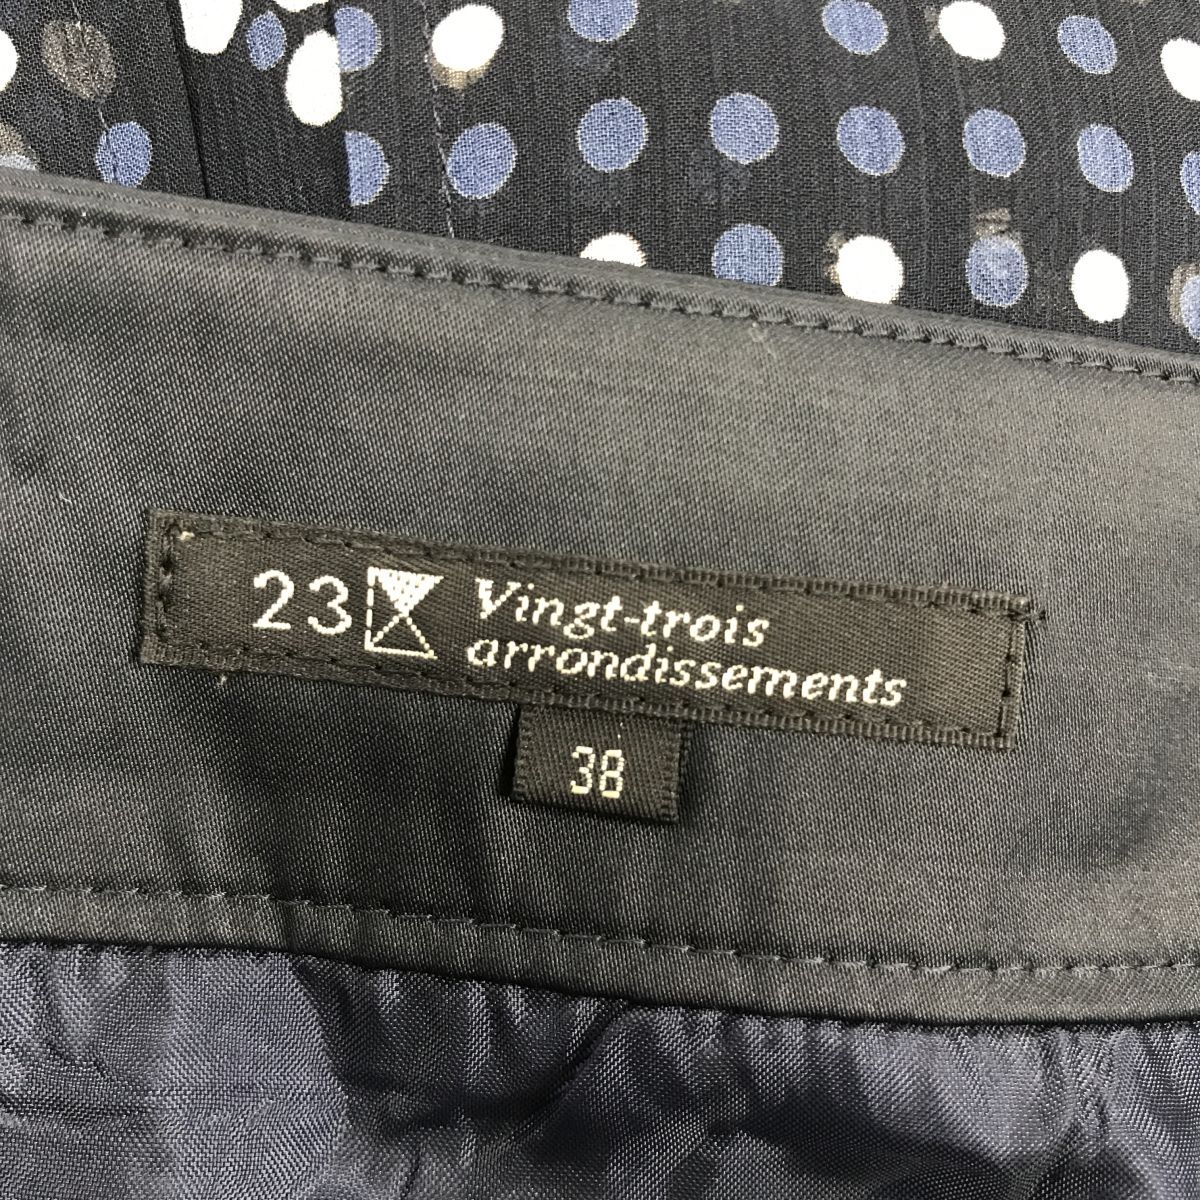 23 Vingt-trois
arrondissements
38